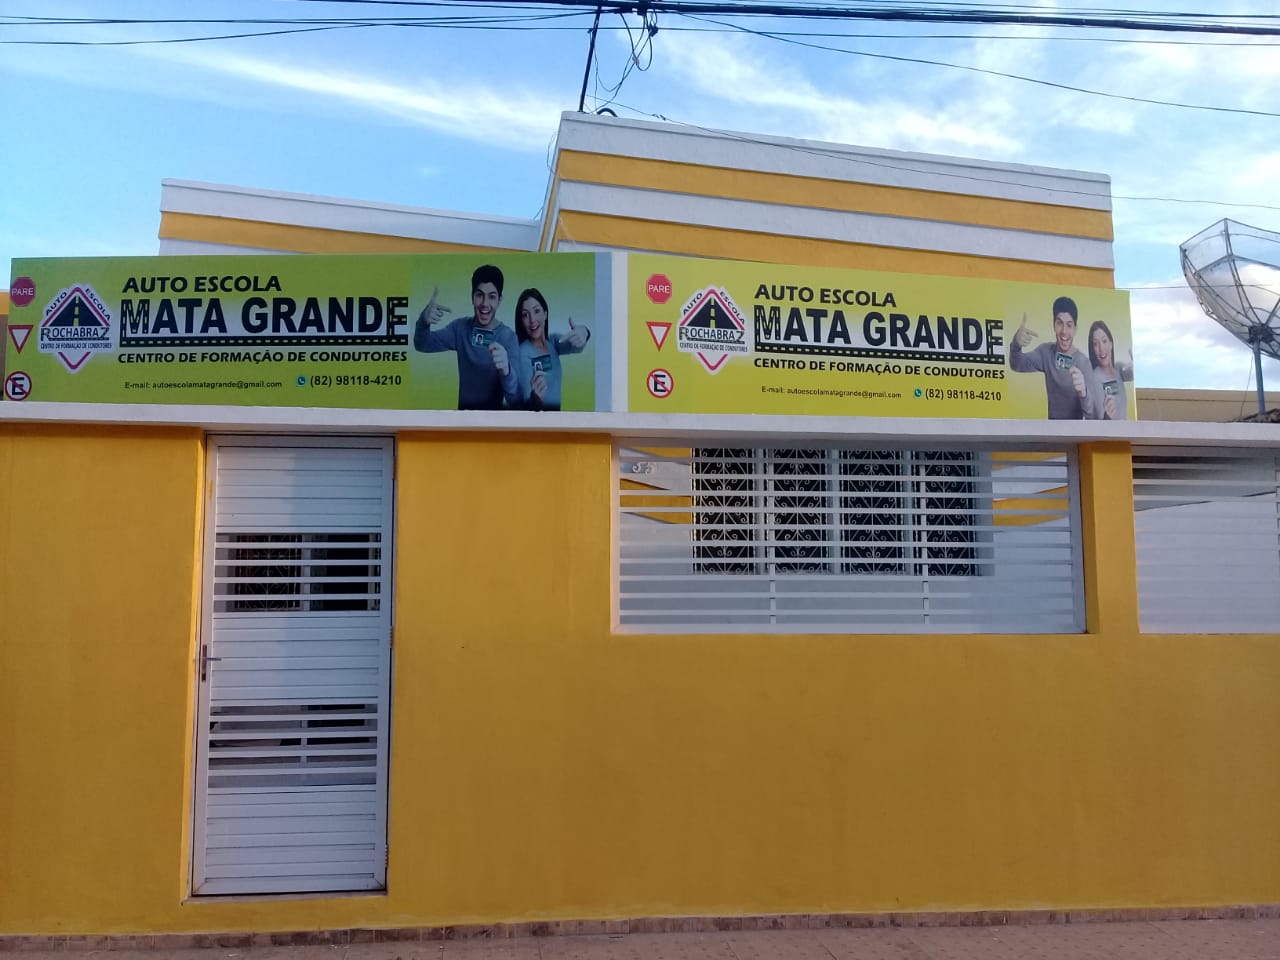 PARE
E
AUTO ESCOLA
ROCHABRAZ
CENTRO DE FORMAÇÃO DE CONDUTORES
AUTO ESCOLA
MATA GRANDE
CENTRO DE FORMAÇÃO DE CONDUTORES
E-mail: autoescolamatagrande@gmail.com (82) 98118-4210
PARE
E
AUTO ESCOLA
ROCHABRAZ
CENTRO DE FORMAÇÃO DE CONDUTORES
AUTO ESCOLA
MATA GRANDE
CENTRO DE FORMAÇÃO DE CONDUTORES
E-mail: autoescolamatagrande@gmail.com (82) 98118-4210